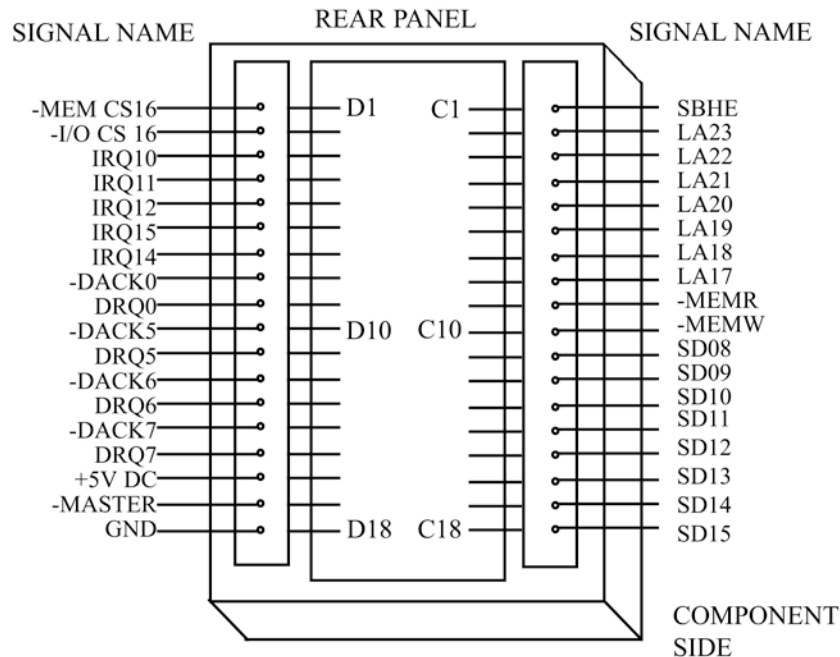 REAR PANEL
SIGNAL NAME
SIGNAL NAME
-MEM CS16
D1
C1
SBHE
-I/O CS 16
LA23
IRQ10
LA22
IRQ11
LA21
IRQ12
LA20
IRQ15
LA19
IRQ14
LA18
-DACK0
LA17
DRQ0
-MEMR
-DACK5
D10
C10
-MEMW
DRQ5
SD08
-DACK6
SD09
DRQ6
SD10
-DACK7
SD11
DRQ7
SD12
+5V DC
SD13
-MASTER
SD14
GND
D18
C18
SD15
COMPONENT
SIDE